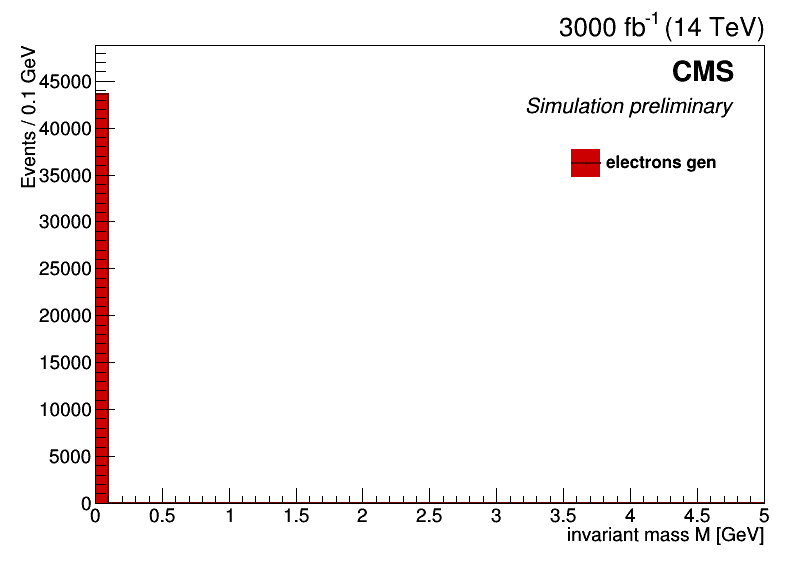 3000 fb⁻¹ (14 TeV)
CMS
Simulation preliminary
electrons gen
Events / 0.1 GeV
45000
40000
35000
30000
25000
20000
15000
10000
5000
0
0 0.5 1 1.5 2 2.5 3 3.5 4 4.5 5
invariant mass M [GeV]